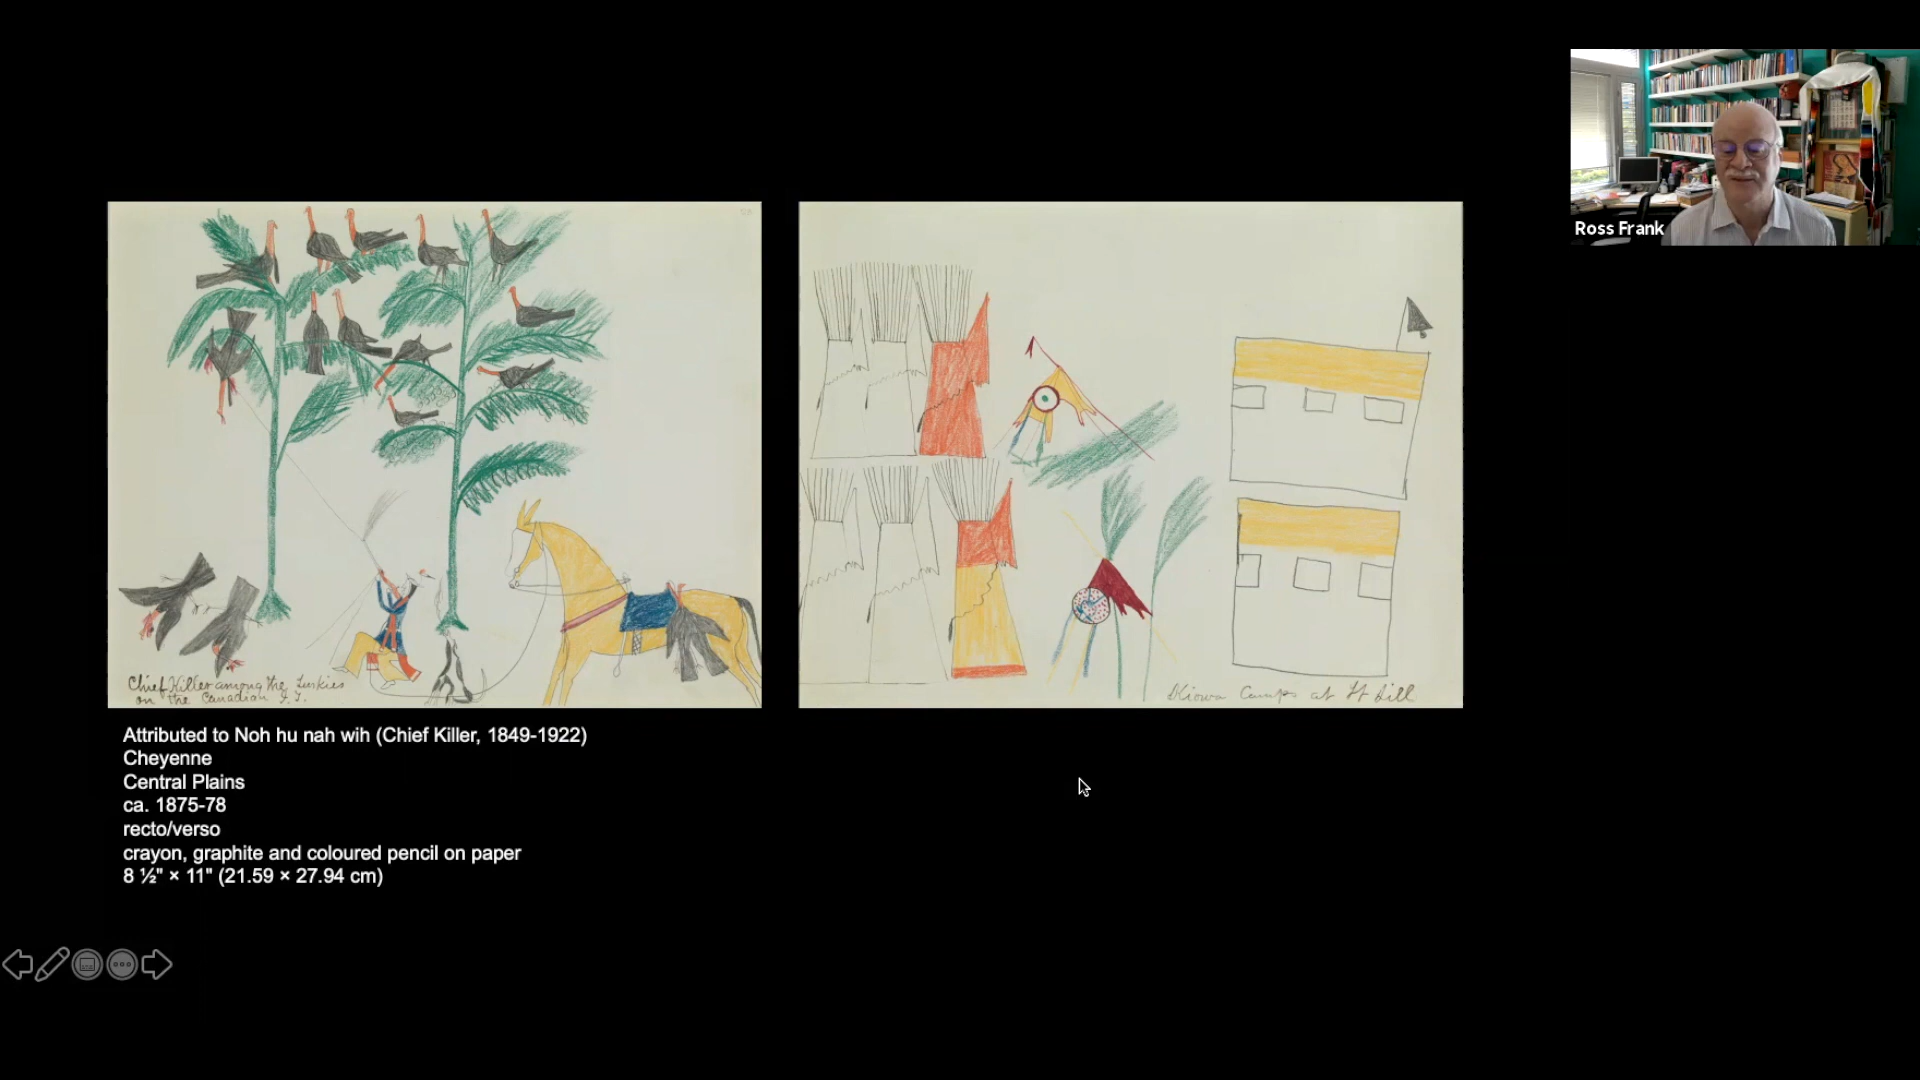 Ross Frank
Chief Killer among the Turkies
on the Canadian I. T.
Kiowa Camps at Ft Sill
Attributed to Noh hu nah wih (Chief Killer, 1849-1922)
Cheyenne
Central Plains
ca. 1875-78
recto/verso
crayon, graphite and coloured pencil on paper
8 ½" × 11" (21.59 × 27.94 cm)